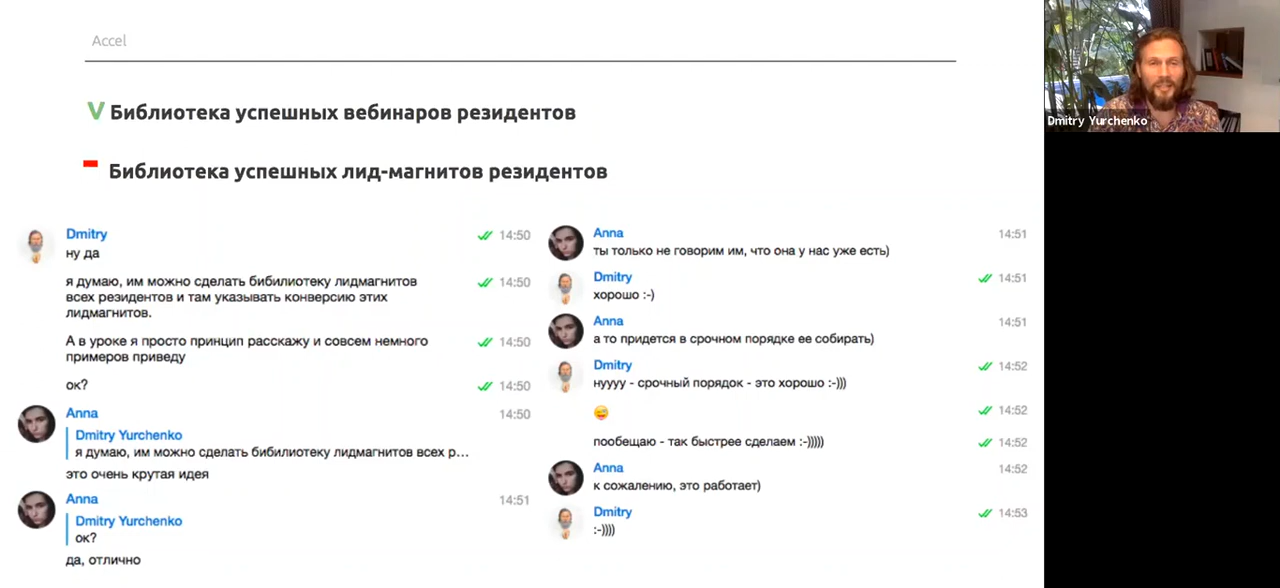 Accel
V Библиотека успешных вебинаров резидентов
- Библиотека успешных лид-магнитов резидентов
Dmitry Yurchenko
Dmitry 14:50
ну да
я думаю, им можно сделать бибилиотеку лидмагнитов 14:50
всех резидентов и там указывать конверсию этих
лидмагнитов.
А в уроке я просто принцип расскажу и совсем немного 14:50
примеров приведу
ок? 14:50
Anna 14:50
Dmitry Yurchenko
я думаю, им можно сделать бибилиотеку лидмагнитов всех р...
это очень крутая идея
Anna 14:51
Dmitry Yurchenko
ок?
да, отлично
Anna 14:51
ты только не говорим им, что она у нас уже есть)
Dmitry 14:51
хорошо :-)
Anna 14:51
а то придется в срочном порядке ее собирать)
Dmitry 14:52
нуууу - срочный порядок - это хорошо :-)))
😜 14:52
пообещаю - так быстрее сделаем :-))))) 14:52
Anna 14:52
к сожалению, это работает)
Dmitry 14:53
:-))))